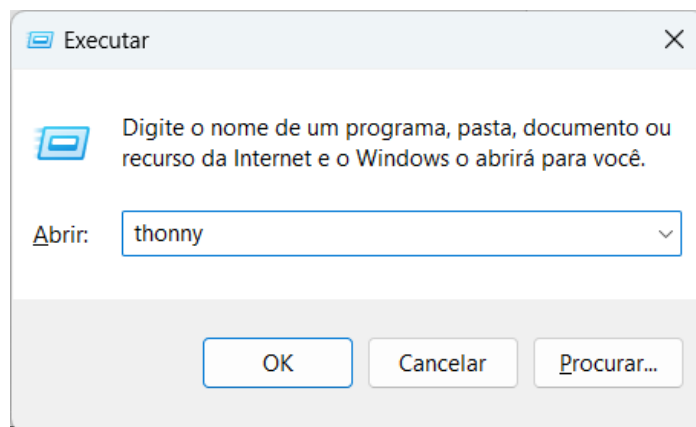 Executar
Digite o nome de um programa, pasta, documento ou
recurso da Internet e o Windows o abrirá para você.
Abrir: thonny
OK Cancelar Procurar...